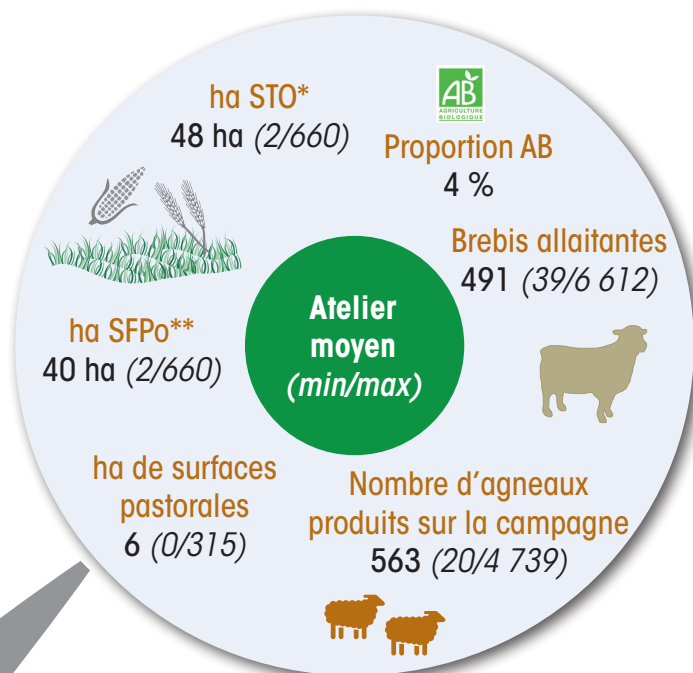 ha STO*
48 ha (2/660)
AB
AGRICULTURE
BIOLOGIQUE
Proportion AB
4 %
Brebis allaitantes
491 (39/6 612)
Atelier
moyen
(min/max)
ha SFPo**
40 ha (2/660)
ha de surfaces
pastorales
6 (0/315)
Nombre d’agneaux
produits sur la campagne
563 (20/4 739)